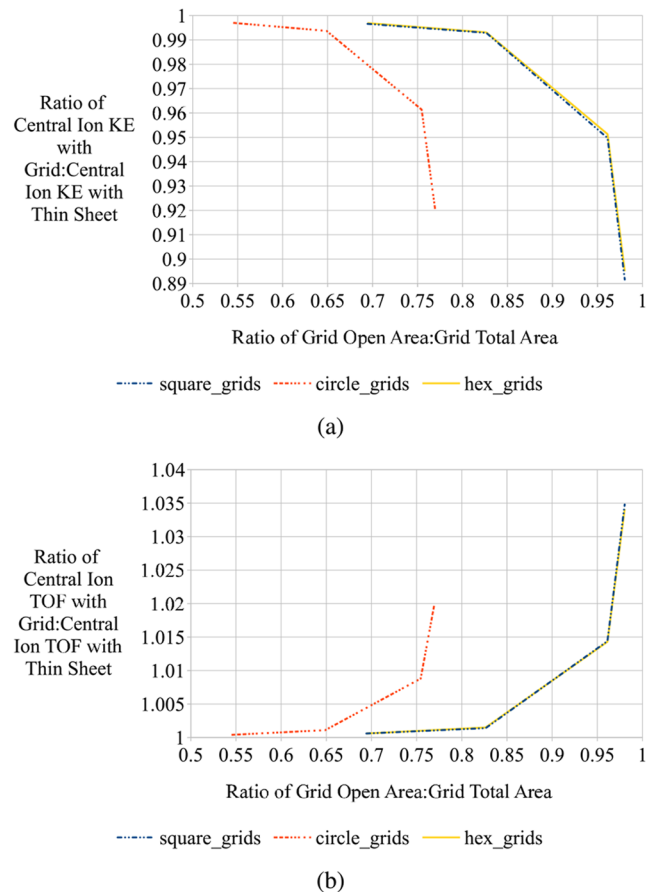 1
0.99
0.98
0.97
0.96
0.95
0.94
0.93
0.92
0.91
0.9
0.89
Ratio of
Central Ion KE
with
Grid:Central
Ion KE with
Thin Sheet
0.5 0.55 0.6 0.65 0.7 0.75 0.8 0.85 0.9 0.95 1
Ratio of Grid Open Area:Grid Total Area
square_grids circle_grids hex_grids
(a)
1.04
1.035
1.03
1.025
1.02
1.015
1.01
1.005
1
Ratio of
Central Ion
TOF with
Grid:Central
Ion TOF with
Thin Sheet
0.5 0.55 0.6 0.65 0.7 0.75 0.8 0.85 0.9 0.95 1
Ratio of Grid Open Area:Grid Total Area
square_grids circle_grids hex_grids
(b)